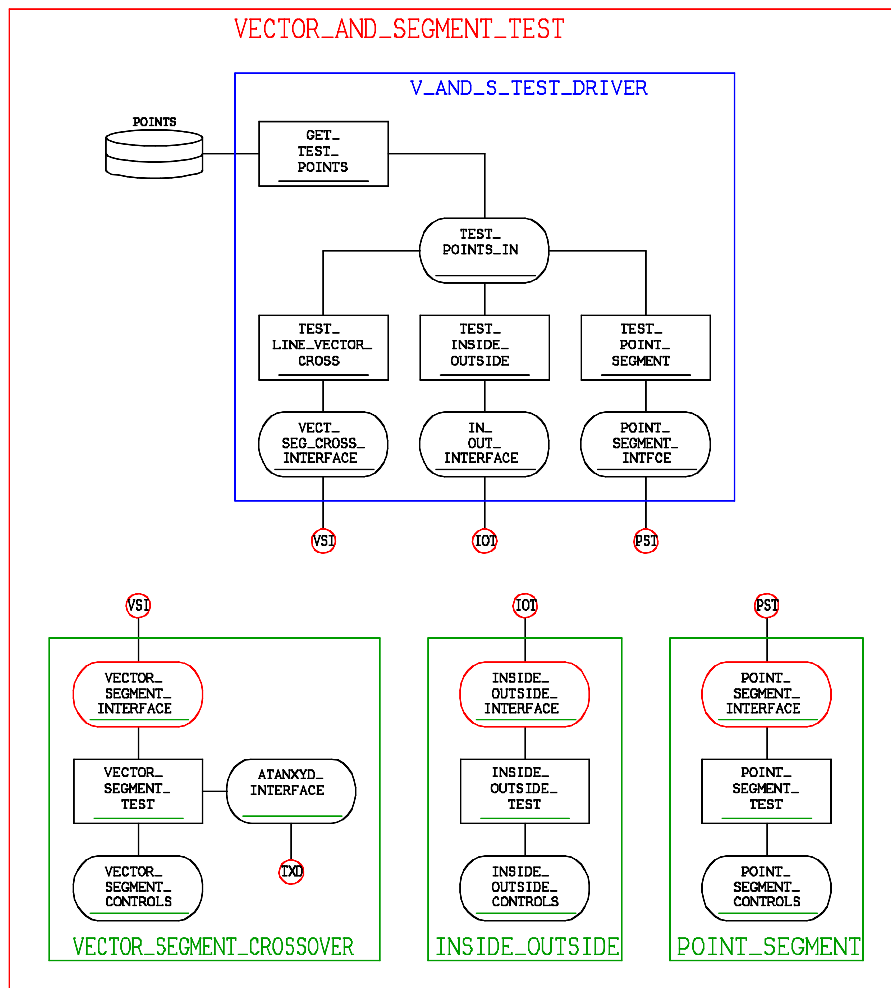 VECTOR_AND_SEGMENT_TEST
V_AND_S_TEST_DRIVER
POINTS
GET_
TEST_
POINTS
TEST_
POINTS_IN
TEST_
LINE_VECTOR_
CROSS
TEST_
INSIDE_
OUTSIDE
TEST_
POINT_
SEGMENT
VECT_
SEG_CROSS_
INTERFACE
IN_
OUT_
INTERFACE
POINT_
SEGMENT_
INTFCE
VSI
IOT
PST
VSI
IOT
PST
VECTOR_
SEGMENT_
INTERFACE
INSIDE_
OUTSIDE_
INTERFACE
POINT_
SEGMENT_
INTERFACE
VECTOR_
SEGMENT_
TEST
ATANXYD_
INTERFACE
INSIDE_
OUTSIDE_
TEST
POINT_
SEGMENT_
TEST
TXD
VECTOR_
SEGMENT_
CONTROLS
INSIDE_
OUTSIDE_
CONTROLS
POINT_
SEGMENT_
CONTROLS
VECTOR_SEGMENT_CROSSOVER
INSIDE_OUTSIDE
POINT_SEGMENT